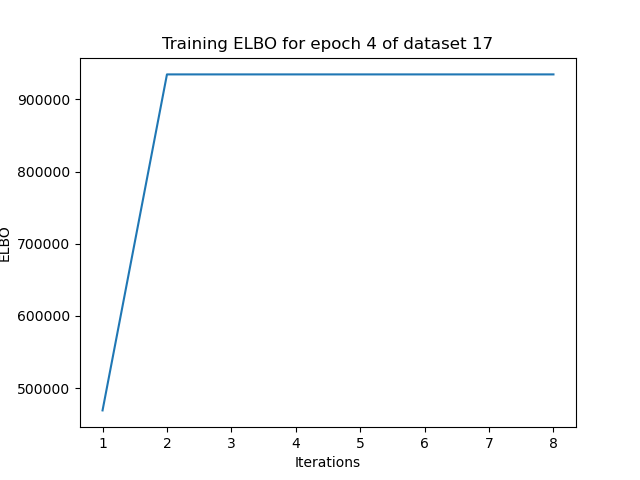 Training ELBO for epoch 4 of dataset 17
900000
800000
700000
600000
500000
ELBO
1 2 3 4 5 6 7 8
Iterations